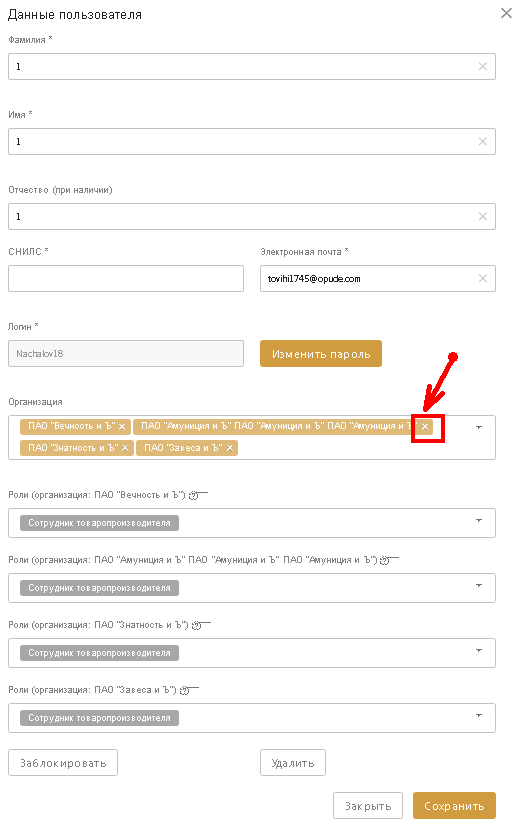 Данные пользователя
Фамилия *
1
Имя *
1
Отчество (при наличии)
1
СНИЛС * Электронная почта *
tovihi1745@opude.com
Логин *
Nachalov18 Изменить пароль
Организация
ПАО "Вечность и Ъ" ПАО "Амуниция и Ъ" ПАО "Амуниция и Ъ" ПАО "Амуниция и Ъ"
ПАО "Знатность и Ъ" ПАО "Завеса и Ъ"
Роли (организация: ПАО "Вечность и Ъ")
Сотрудник товаропроизводителя
Роли (организация: ПАО "Амуниция и Ъ" ПАО "Амуниция и Ъ" ПАО "Амуниция и Ъ")
Сотрудник товаропроизводителя
Роли (организация: ПАО "Знатность и Ъ")
Сотрудник товаропроизводителя
Роли (организация: ПАО "Завеса и Ъ")
Сотрудник товаропроизводителя
Заблокировать Удалить
Закрыть Сохранить